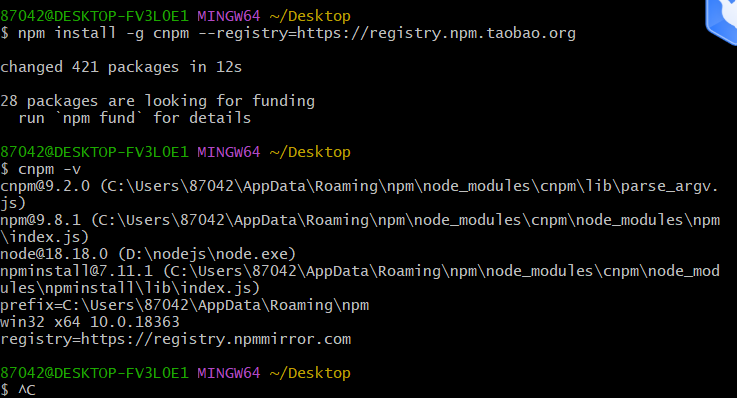 87042@DESKTOP-FV3L0E1 MINGW64 ~/Desktop
$ npm install -g cnpm --registry=https://registry.npm.taobao.org
changed 421 packages in 12s
28 packages are looking for funding
run `npm fund` for details
87042@DESKTOP-FV3L0E1 MINGW64 ~/Desktop
$ cnpm -v
cnpm@9.2.0 (C:\Users\87042\AppData\Roaming\npm\node_modules\cnpm\lib\parse_argv.
js)
npm@9.8.1 (C:\Users\87042\AppData\Roaming\npm\node_modules\cnpm\node_modules\npm
\index.js)
node@18.18.0 (D:\nodejs\node.exe)
npminstall@7.11.1 (C:\Users\87042\AppData\Roaming\npm\node_modules\cnpm\node_mod
ules\npminstall\lib\index.js)
prefix=C:\Users\87042\AppData\Roaming\npm
win32 x64 10.0.18363
registry=https://registry.npmmirror.com
87042@DESKTOP-FV3L0E1 MINGW64 ~/Desktop
$ ^C